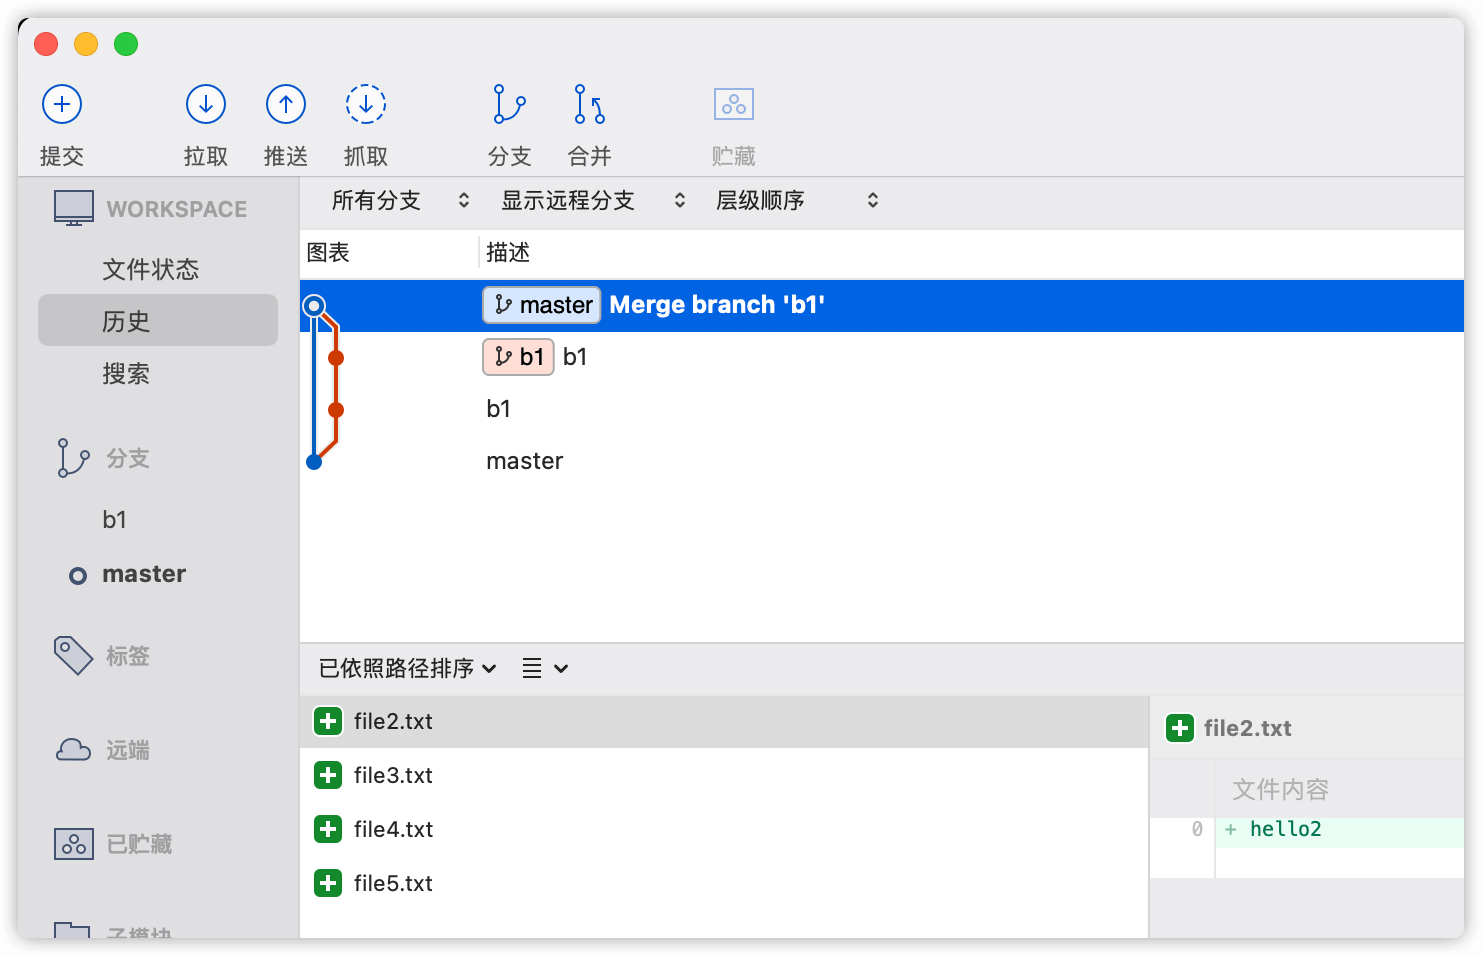 提交 拉取 推送 抓取 分支 合并 贮藏
WORKSPACE
文件状态
历史
搜索
分支
b1
master
标签
远端
已贮藏
子模块
所有分支 显示远程分支 层级顺序
图表 描述
master Merge branch 'b1'
b1 b1
b1
master
已依照路径排序
file2.txt
file3.txt
file4.txt
file5.txt
file2.txt
文件内容
0 + hello2